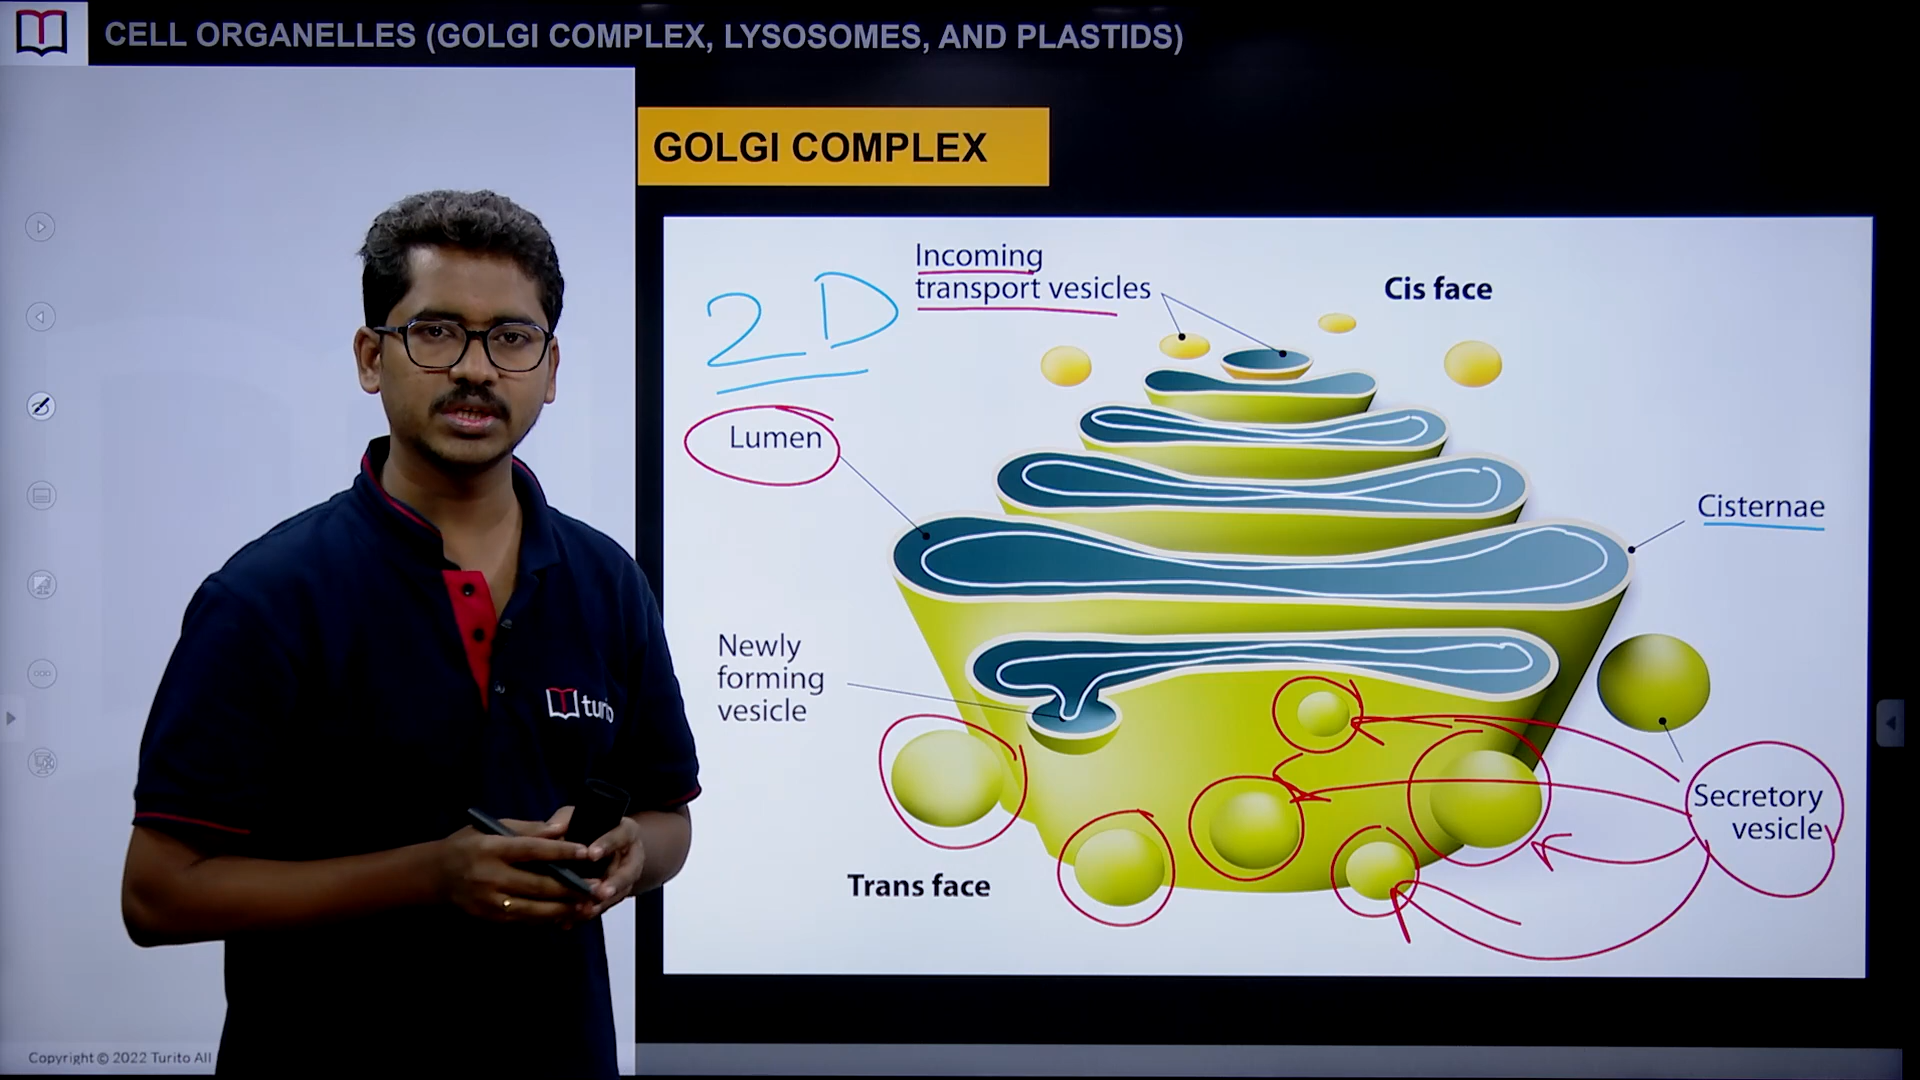 CELL ORGANELLES (GOLGI COMPLEX, LYSOSOMES, AND PLASTIDS)
GOLGI COMPLEX
2D
Incoming
transport vesicles
Cis face
Lumen
Cisternae
Newly
forming
vesicle
Secretory
vesicle
Trans face
turito
Copyright © 2022 Turito All